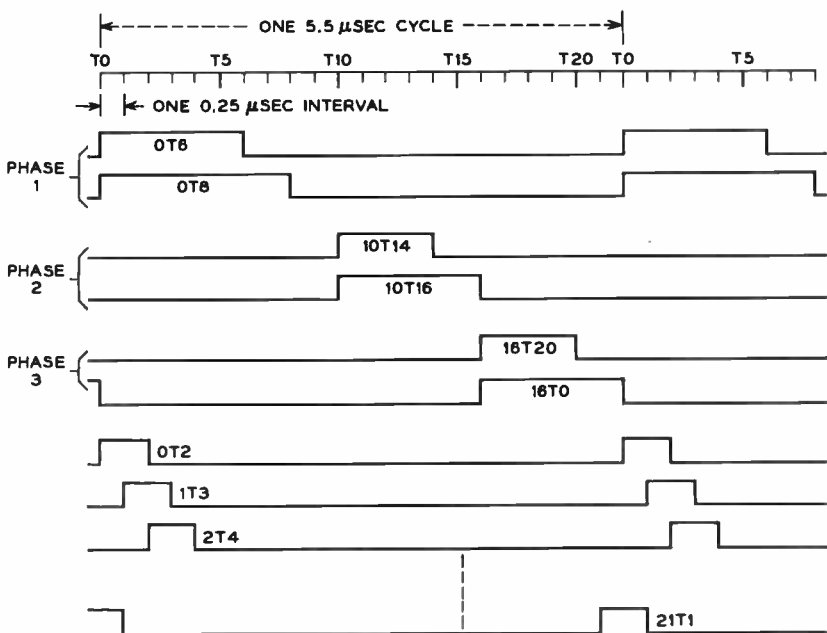 ONE 5.5 μSEC CYCLE
T0 T5 T10 T15 T20 T0 T5
ONE 0.25 μSEC INTERVAL
0T6
PHASE 1
0T8
10T14
PHASE 2
10T16
16T20
PHASE 3
16T0
0T2
1T3
2T4
21T1